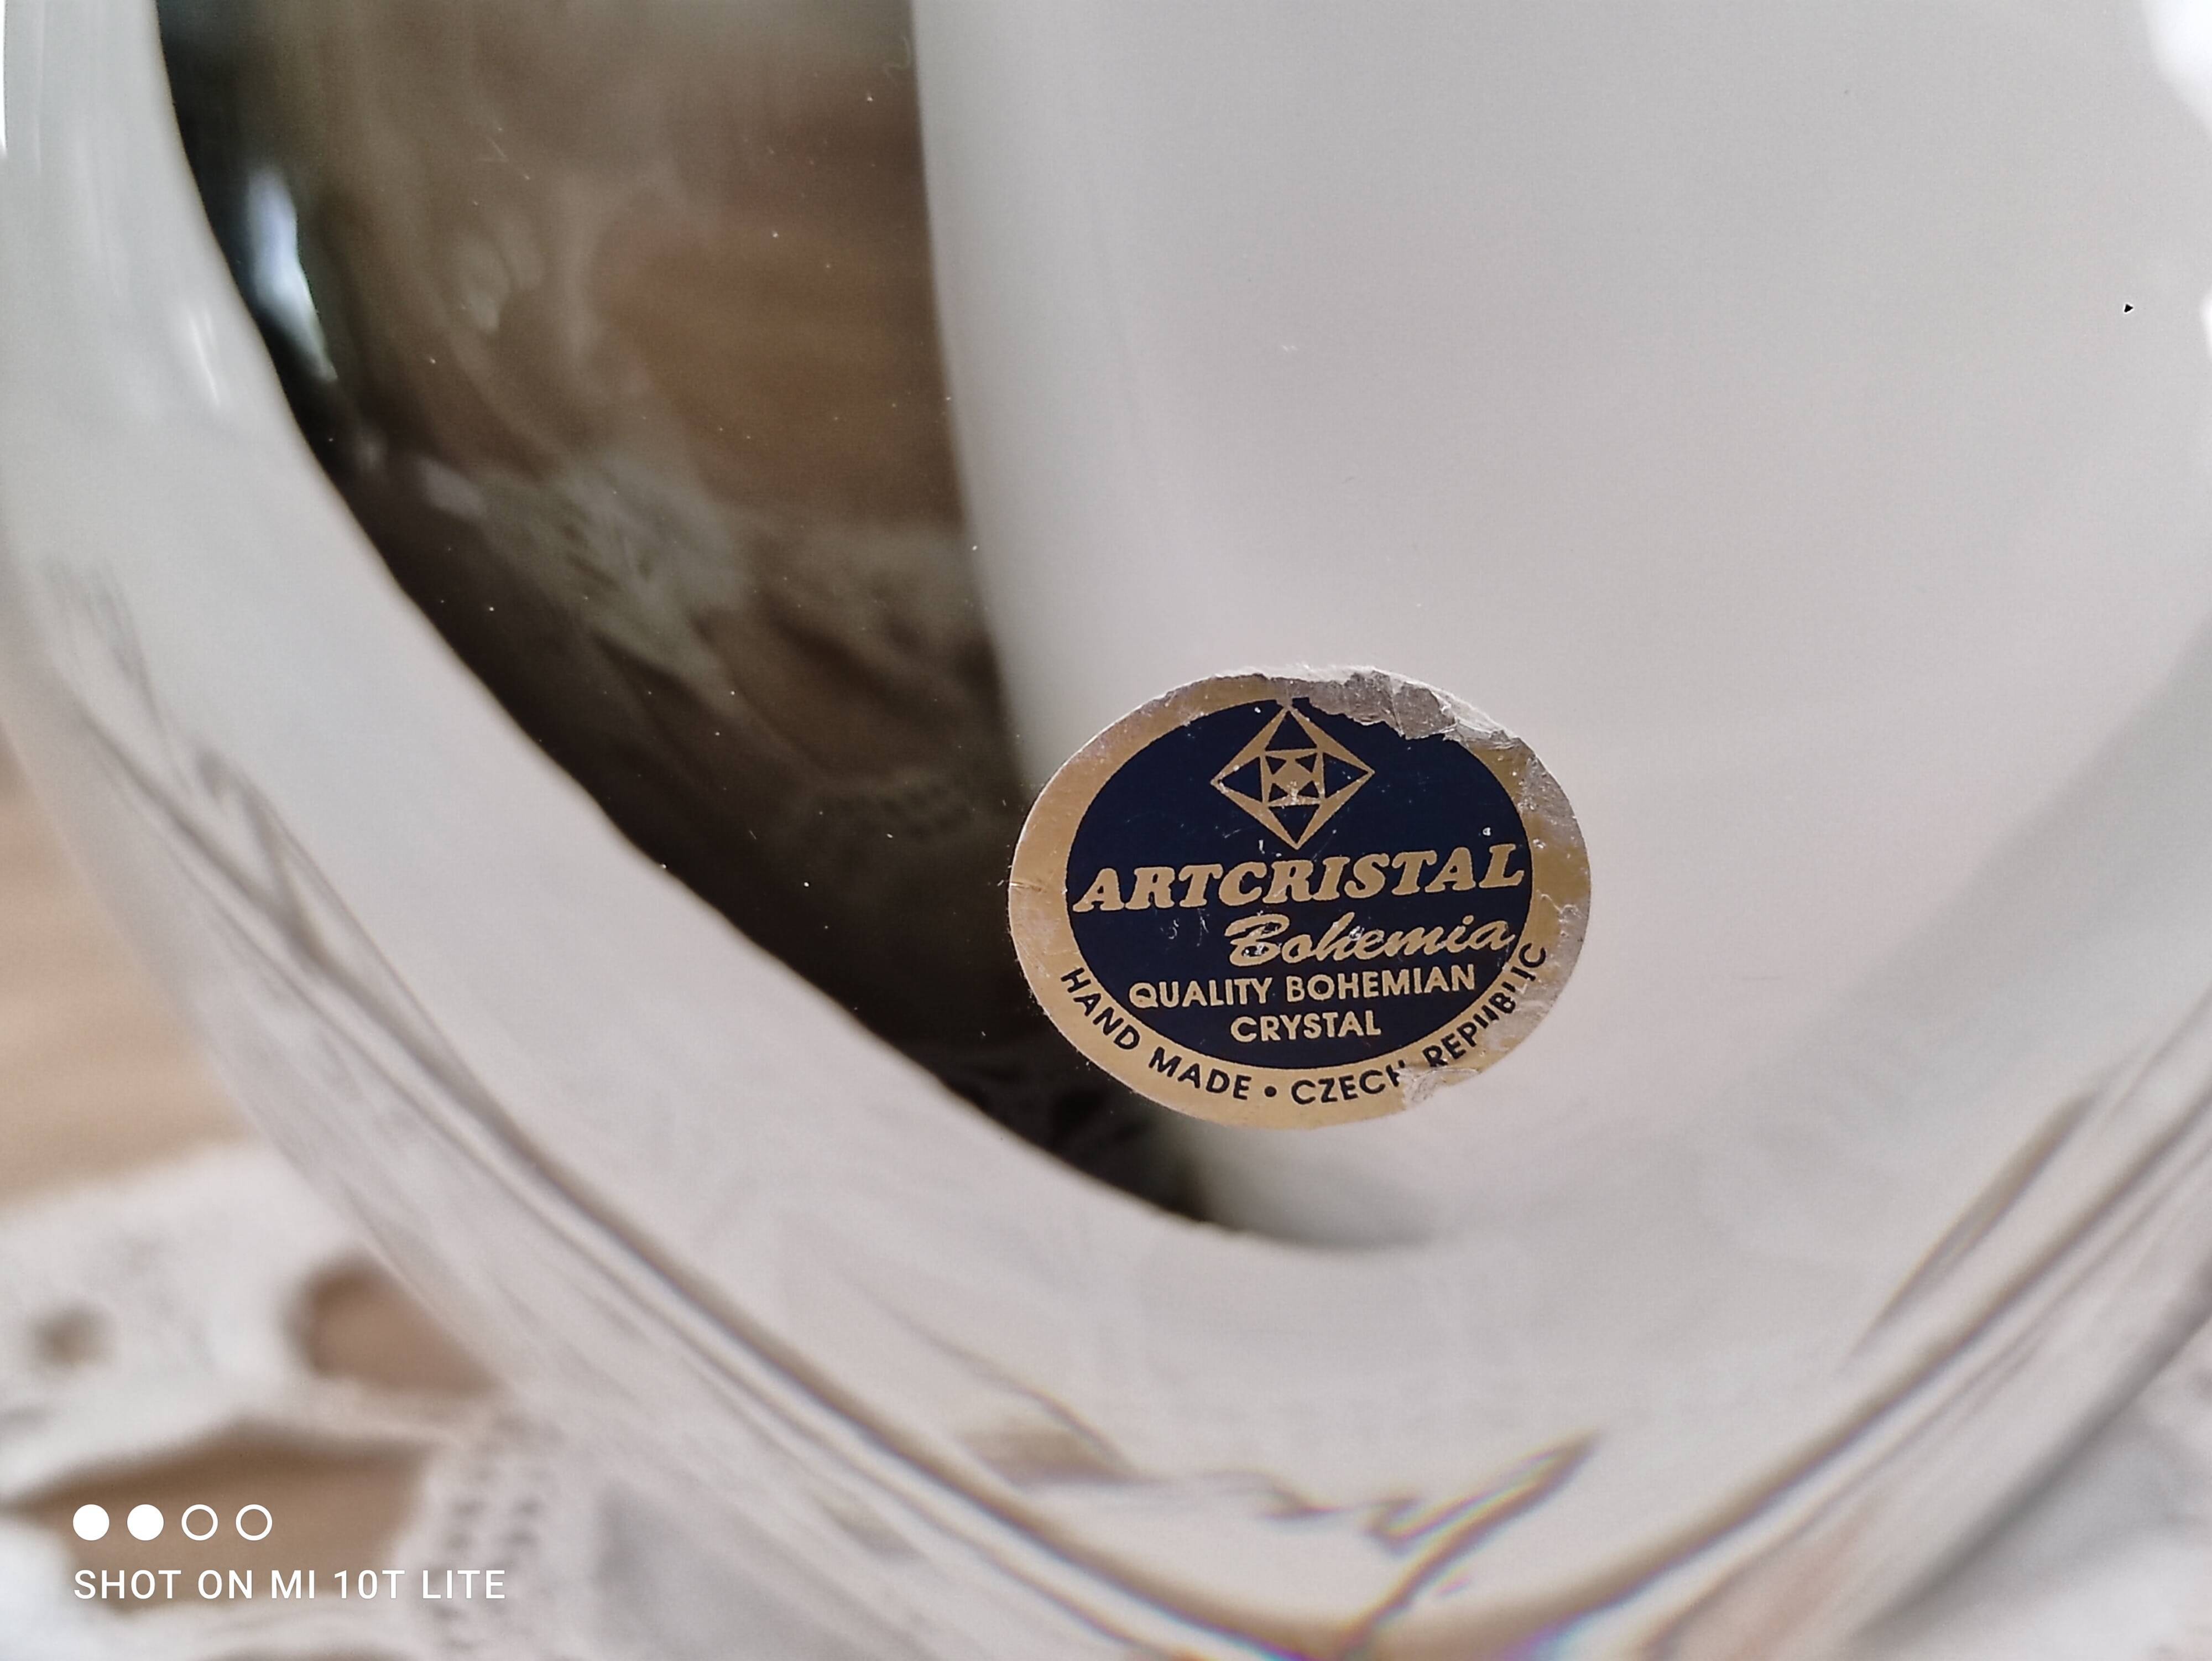 ARTCRISTAL
Bohemia
QUALITY BOHEMIAN
CRYSTAL
HAND MADE • CZECH REPUBLIC
SHOT ON MI 10T LITE